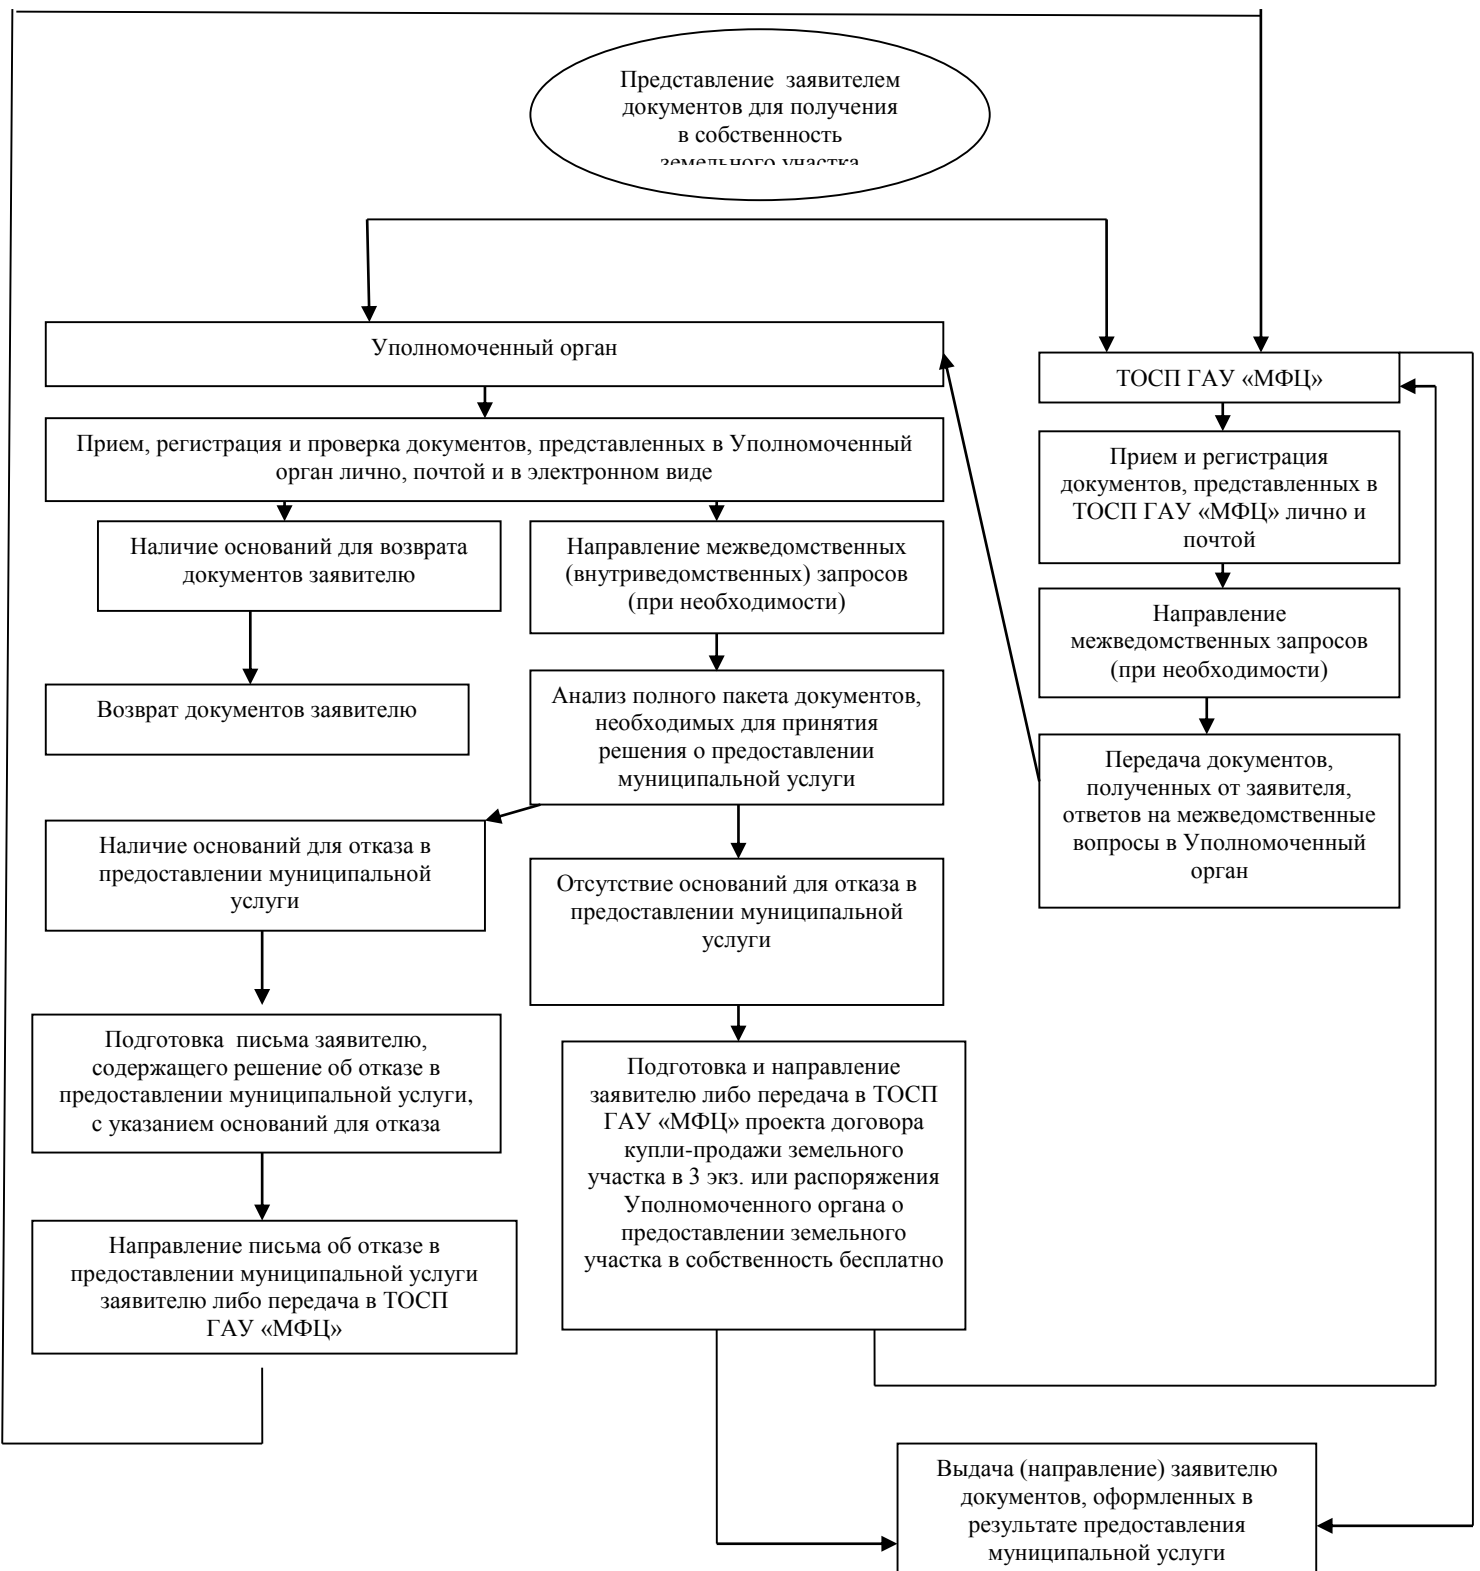 Представление заявителем
документов для получения
в собственность
земельного участка
Уполномоченный орган
ТОСП ГАУ «МФЦ»
Прием, регистрация и проверка документов, представленных в Уполномоченный
орган лично, почтой и в электронном виде
Прием и регистрация
документов, представленных в
ТОСП ГАУ «МФЦ» лично и
почтой
Наличие оснований для возврата
документов заявителю
Направление межведомственных
(внутриведомственных) запросов
(при необходимости)
Направление
межведомственных запросов
(при необходимости)
Возврат документов заявителю
Анализ полного пакета документов,
необходимых для принятия
решения о предоставлении
муниципальной услуги
Передача документов,
полученных от заявителя,
ответов на межведомственные
вопросы в Уполномоченный
орган
Наличие оснований для отказа в
предоставлении муниципальной
услуги
Отсутствие оснований для отказа в
предоставлении муниципальной
услуги
Подготовка письма заявителю,
содержащего решение об отказе в
предоставлении муниципальной услуги,
с указанием оснований для отказа
Подготовка и направление
заявителю либо передача в ТОСП
ГАУ «МФЦ» проекта договора
купли-продажи земельного
участка в 3 экз. или распоряжения
Уполномоченного органа о
предоставлении земельного
участка в собственность бесплатно
Направление письма об отказе в
предоставлении муниципальной услуги
заявителю либо передача в ТОСП
ГАУ «МФЦ»
Выдача (направление) заявителю
документов, оформленных в
результате предоставления
муниципальной услуги